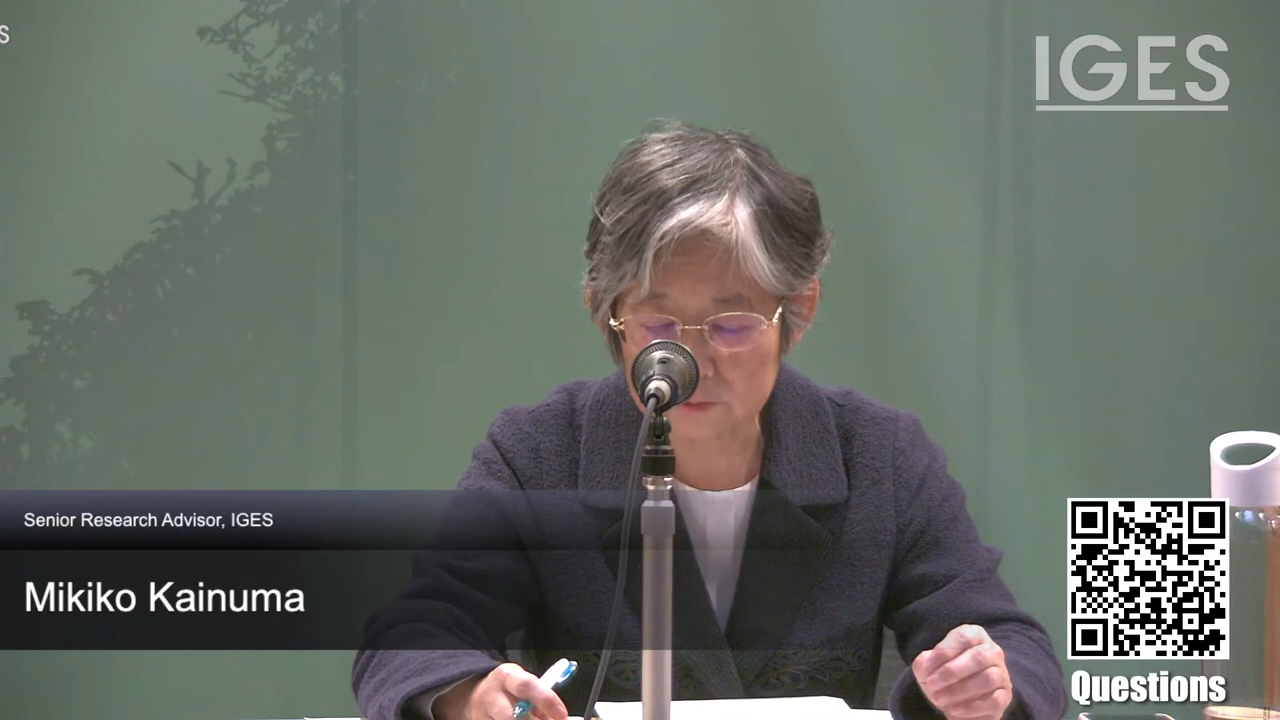 S
IGES
Senior Research Advisor, IGES
Mikiko Kainuma
Questions